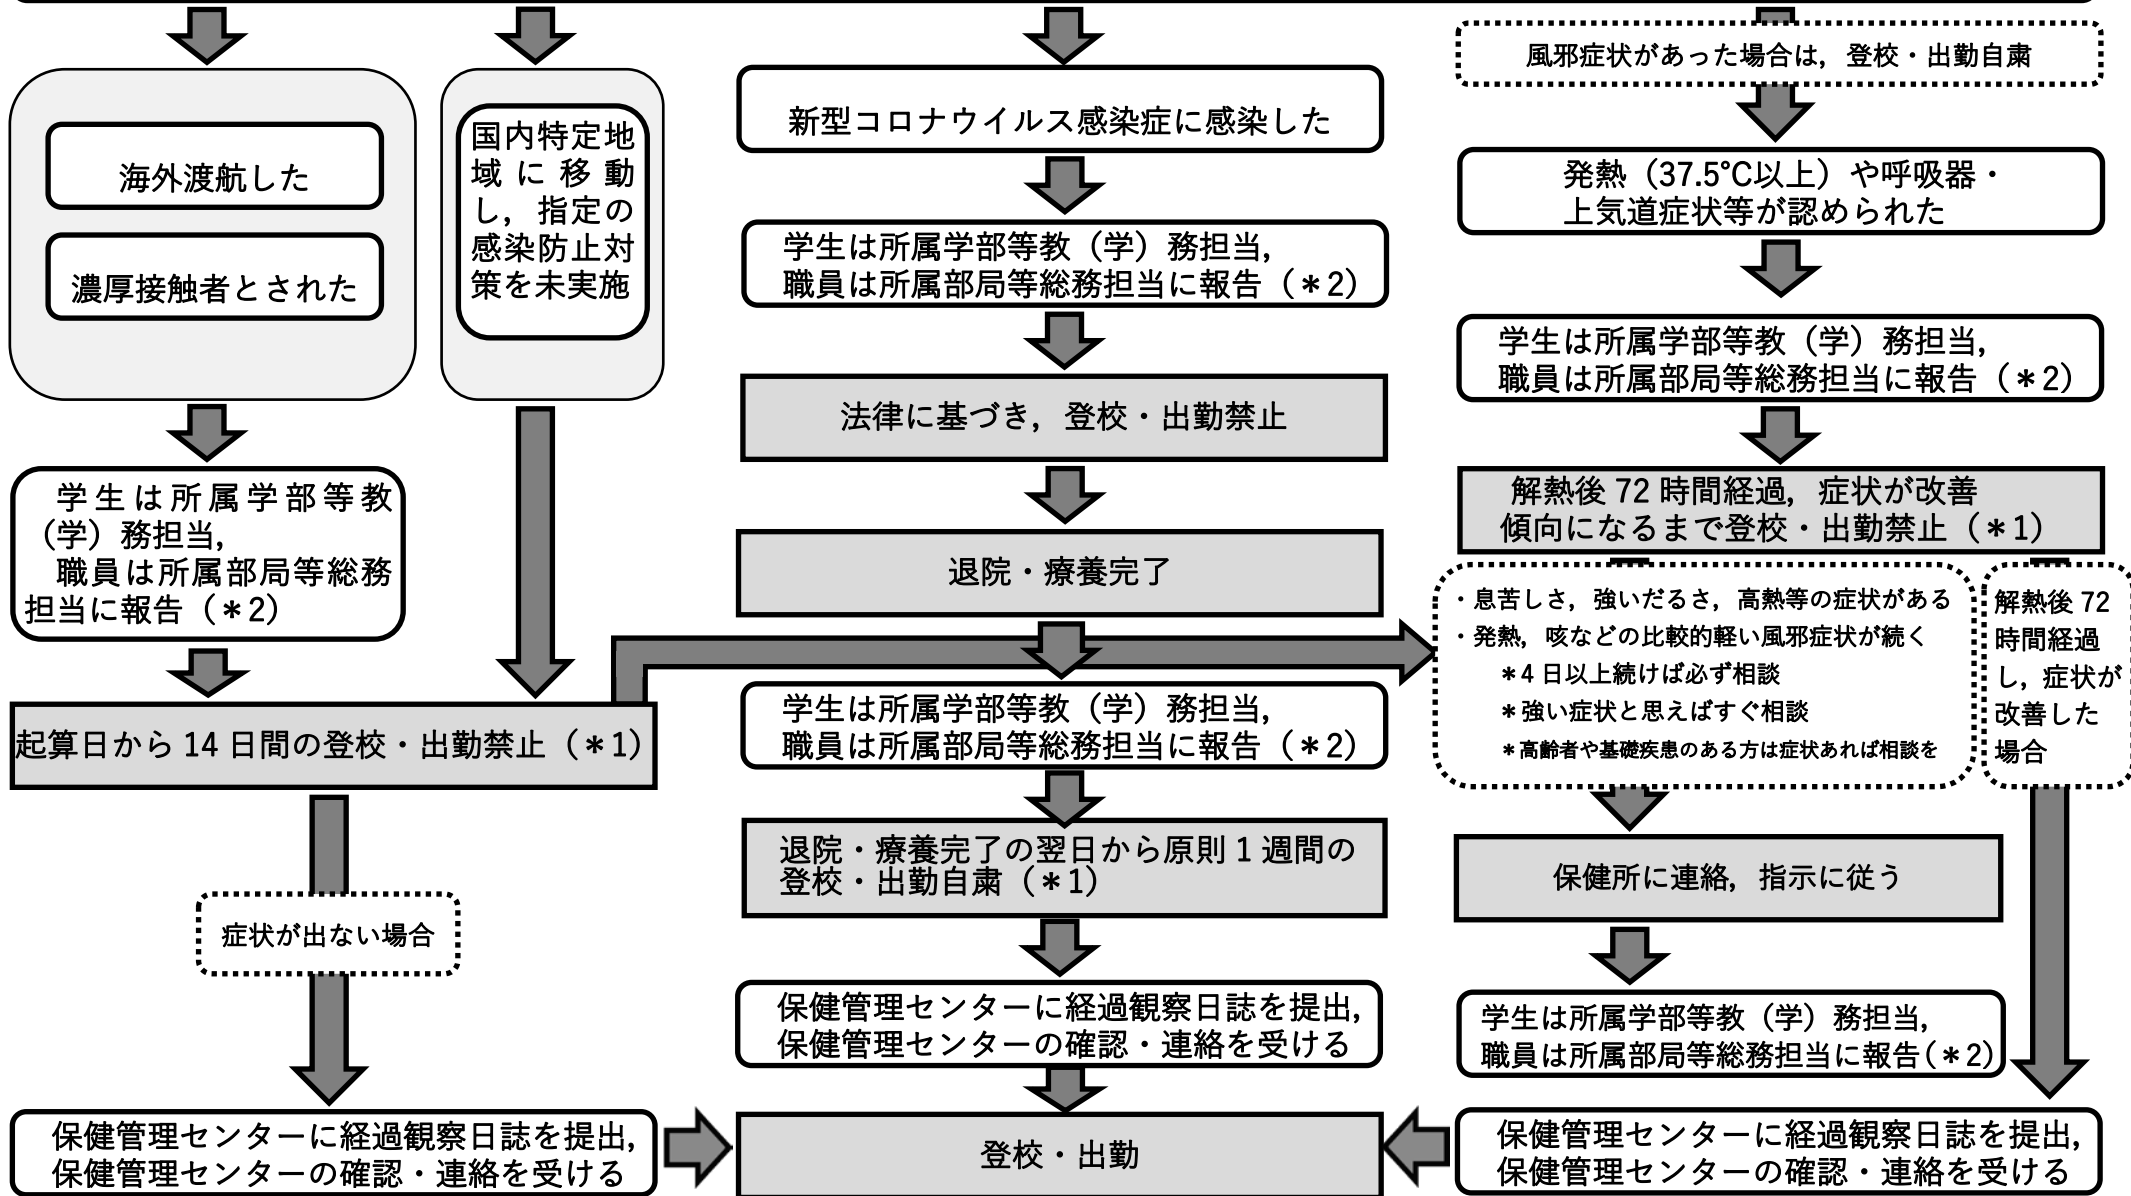 海外渡航した
濃厚接触者とされた
学生は所属学部等教
(学)務担当,
職員は所属部局等総務
担当に報告(*2)
国内特定地
域に移動
し,指定の
感染防止対
策を未実施
起算日から 14 日間の登校・出勤禁止(*1)
症状が出ない場合
保健管理センターに経過観察日誌を提出,
保健管理センターの確認・連絡を受ける
新型コロナウイルス感染症に感染した
学生は所属学部等教(学)務担当,
職員は所属部局等総務担当に報告(*2)
法律に基づき,登校・出勤禁止
退院・療養完了
学生は所属学部等教(学)務担当,
職員は所属部局等総務担当に報告(*2)
退院・療養完了の翌日から原則 1 週間の
登校・出勤自粛(*1)
保健管理センターに経過観察日誌を提出,
保健管理センターの確認・連絡を受ける
登校・出勤
風邪症状があった場合は,登校・出勤自粛
発熱(37.5°C以上)や呼吸器・
上気道症状等が認められた
学生は所属学部等教(学)務担当,
職員は所属部局等総務担当に報告(*2)
解熱後 72 時間経過,症状が改善
傾向になるまで登校・出勤禁止(*1)
・息苦しさ,強いだるさ,高熱等の症状がある
・発熱,咳などの比較的軽い風邪症状が続く
*4 日以上続けば必ず相談
*強い症状と思えばすぐ相談
*高齢者や基礎疾患のある方は症状あれば相談を
解熱後 72
時間経過
し,症状が
改善した
場合
保健所に連絡,指示に従う
学生は所属学部等教(学)務担当,
職員は所属部局等総務担当に報告(*2)
保健管理センターに経過観察日誌を提出,
保健管理センターの確認・連絡を受ける